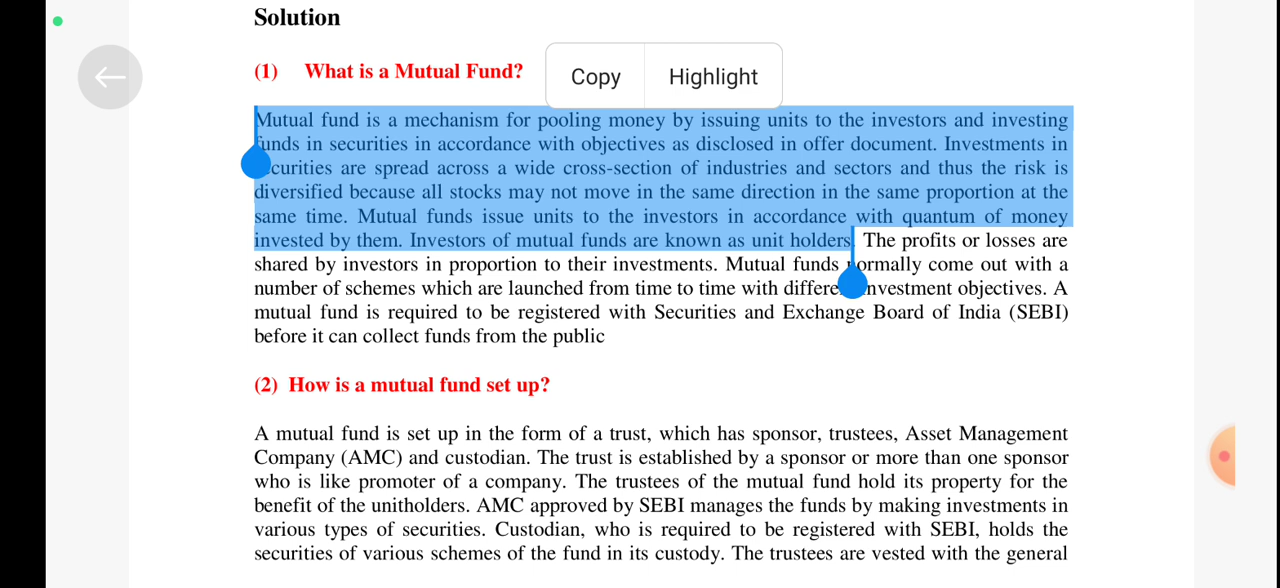 Solution
Copy
Highlight
(1) What is a Mutual Fund?
Mutual fund is a mechanism for pooling money by issuing units to the investors and investing
funds in securities in accordance with objectives as disclosed in offer document. Investments in
securities are spread across a wide cross-section of industries and sectors and thus the risk is
diversified because all stocks may not move in the same direction in the same proportion at the
same time. Mutual funds issue units to the investors in accordance with quantum of money
invested by them. Investors of mutual funds are known as unit holders. The profits or losses are
shared by investors in proportion to their investments. Mutual funds normally come out with a
number of schemes which are launched from time to time with different investment objectives. A
mutual fund is required to be registered with Securities and Exchange Board of India (SEBI)
before it can collect funds from the public
(2) How is a mutual fund set up?
A mutual fund is set up in the form of a trust, which has sponsor, trustees, Asset Management
Company (AMC) and custodian. The trust is established by a sponsor or more than one sponsor
who is like promoter of a company. The trustees of the mutual fund hold its property for the
benefit of the unitholders. AMC approved by SEBI manages the funds by making investments in
various types of securities. Custodian, who is required to be registered with SEBI, holds the
securities of various schemes of the fund in its custody. The trustees are vested with the general